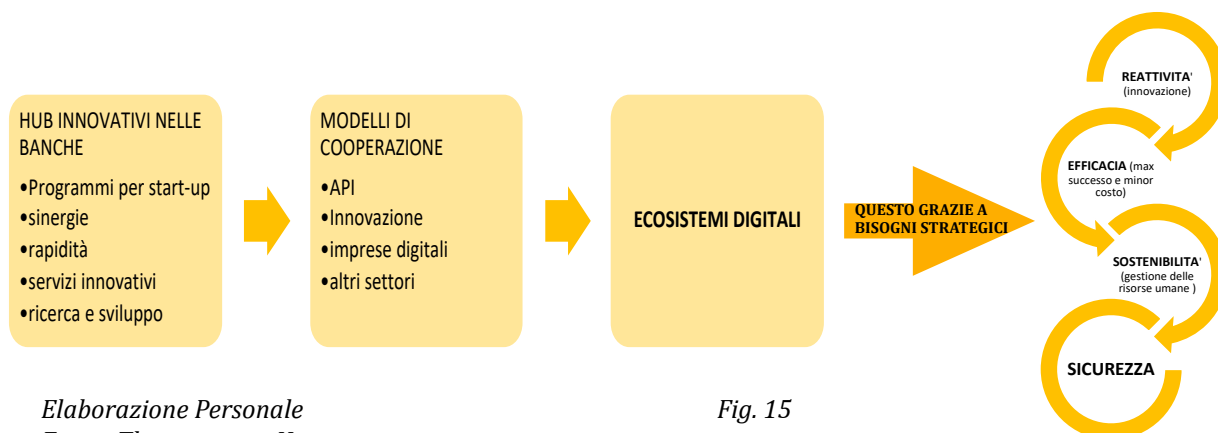 HUB INNOVATIVI NELLE
BANCHE
•Programmi per start-up
•sinergie
•rapidità
•servizi innovativi
•ricerca e sviluppo
MODELLI DI
COOPERAZIONE
•API
•Innovazione
•imprese digitali
•altri settori
ECOSISTEMI DIGITALI
QUESTO GRAZIE A
BISOGNI STRATEGICI
REATTIVITA'
(innovazione)
EFFICACIA (max
successo e minor
costo)
SOSTENIBILITA'
(gestione delle
risorse umane )
SICUREZZA
Elaborazione Personale
Fig. 15